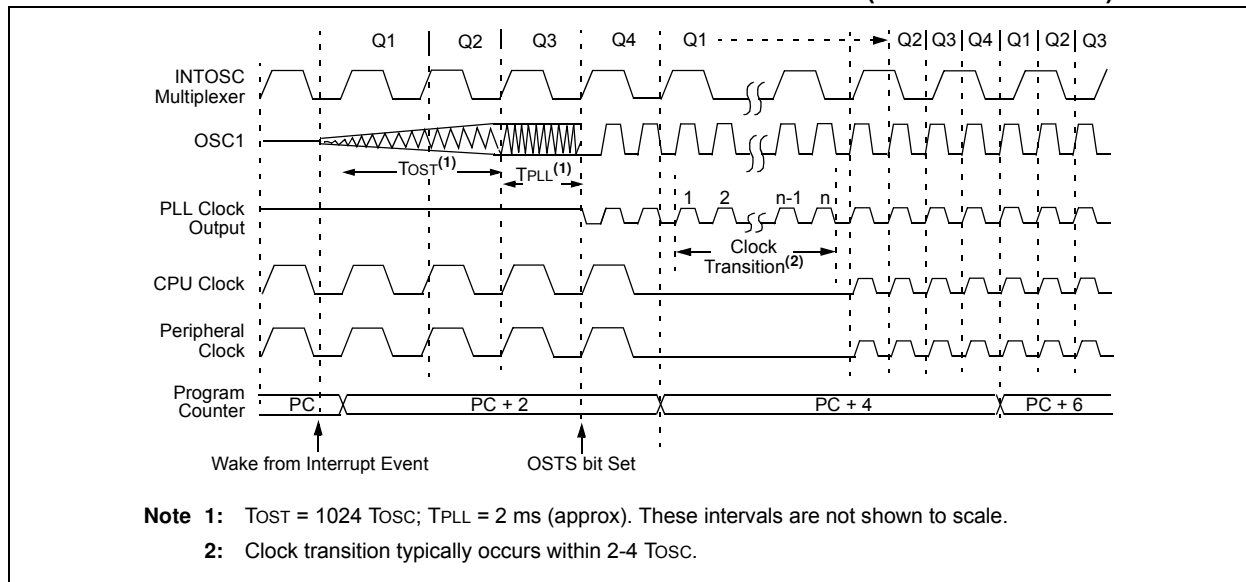 Q1 Q2 Q3 Q4 Q1 Q2 Q3 Q4 Q1 Q2 Q3
INTOSC
Multiplexer
OSC1
TOST(1)
TPLL(1)
PLL Clock
Output
1 2 n-1 n
Clock
Transition(2)
CPU Clock
Peripheral
Clock
Program
Counter
PC PC + 2 PC + 4 PC + 6
Wake from Interrupt Event
OSTS bit Set
Note 1: TOST = 1024 TOSC; TPLL = 2 ms (approx). These intervals are not shown to scale.
2: Clock transition typically occurs within 2-4 TOSC.